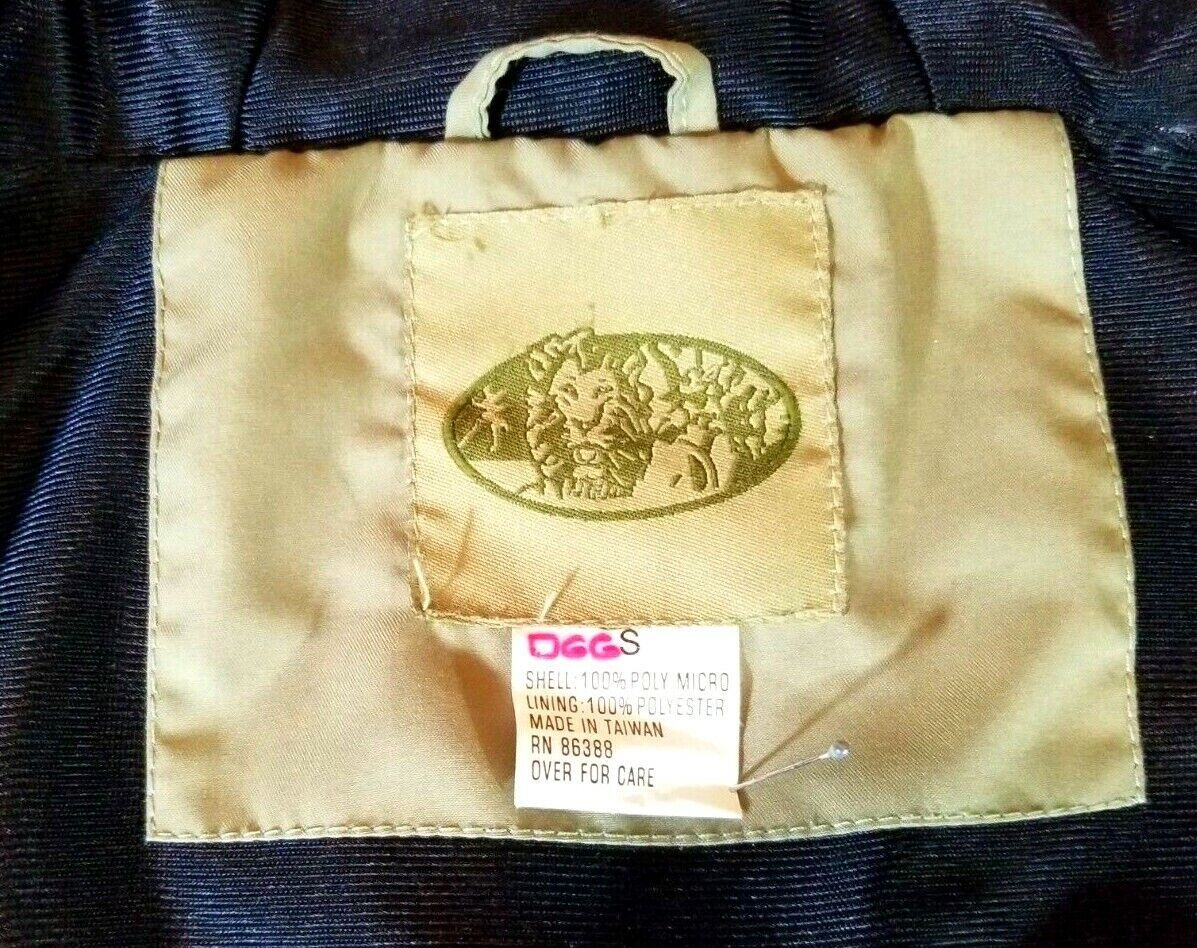 DGGS
SHELL: 100% POLY MICRO
LINING: 100% POLYESTER
MADE IN TAIWAN
RN 86388
OVER FOR CARE